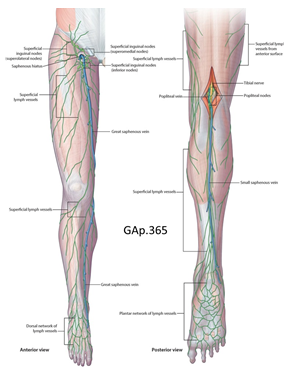 Superficial
inguinal nodes
(superolateral nodes)
Saphenous hiatus
Superficial
lymph vessels
Superficial inguinal nodes
(superomedial nodes)
Superficial inguinal nodes
(inferior nodes)
Great saphenous vein
Superficial lymph vessels
Great saphenous vein
Dorsal network of
lymph vessels
Anterior view
GAp.365
Superficial lymph vessels
Popliteal vein
Superficial lymph
vessels from
anterior surface
Tibial nerve
Popliteal nodes
Small saphenous vein
Superficial lymph vessels
Plantar network of lymph vessels
Posterior view